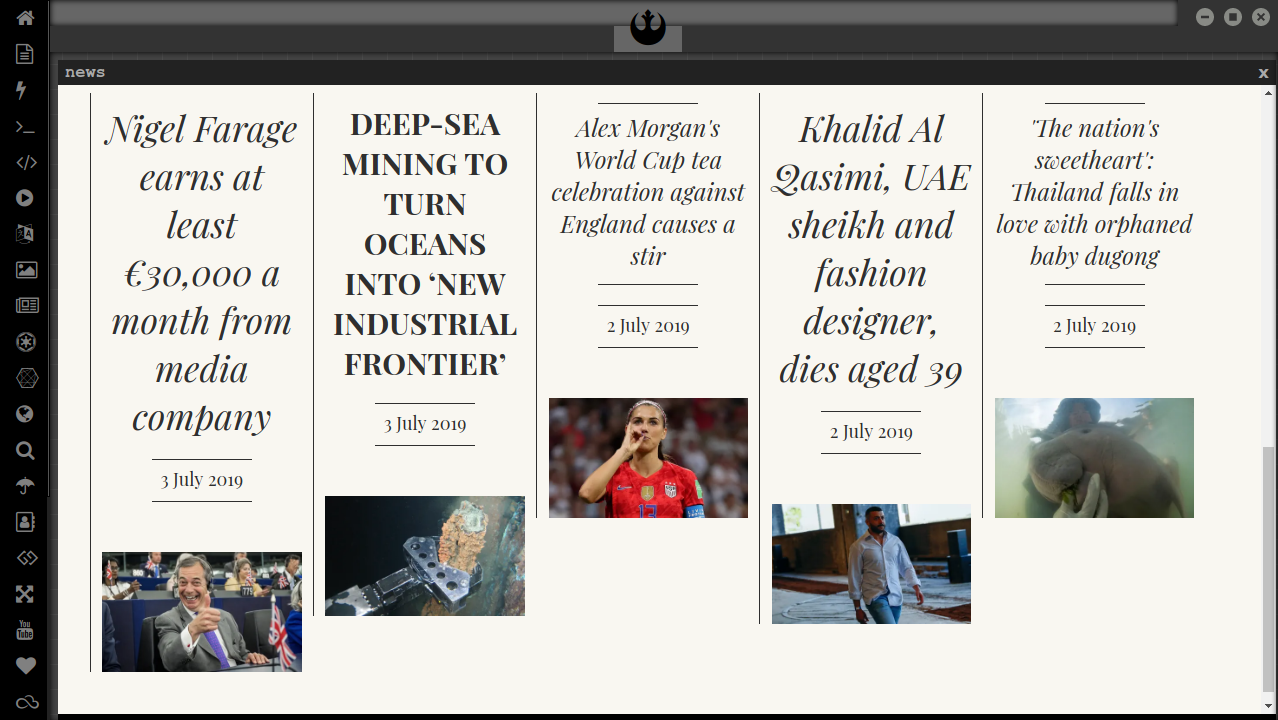 news
x
Nigel Farage
earns at
least
€30,000 a
month from
media
company
3 July 2019
DEEP-SEA
MINING TO
TURN
OCEANS
INTO ‘NEW
INDUSTRIAL
FRONTIER’
3 July 2019
Alex Morgan's
World Cup tea
celebration against
England causes a
stir
2 July 2019
13
Khalid Al
Qasimi, UAE
sheikh and
fashion
designer,
dies aged 39
2 July 2019
'The nation's
sweetheart':
Thailand falls in
love with orphaned
baby dugong
2 July 2019
You
Tube